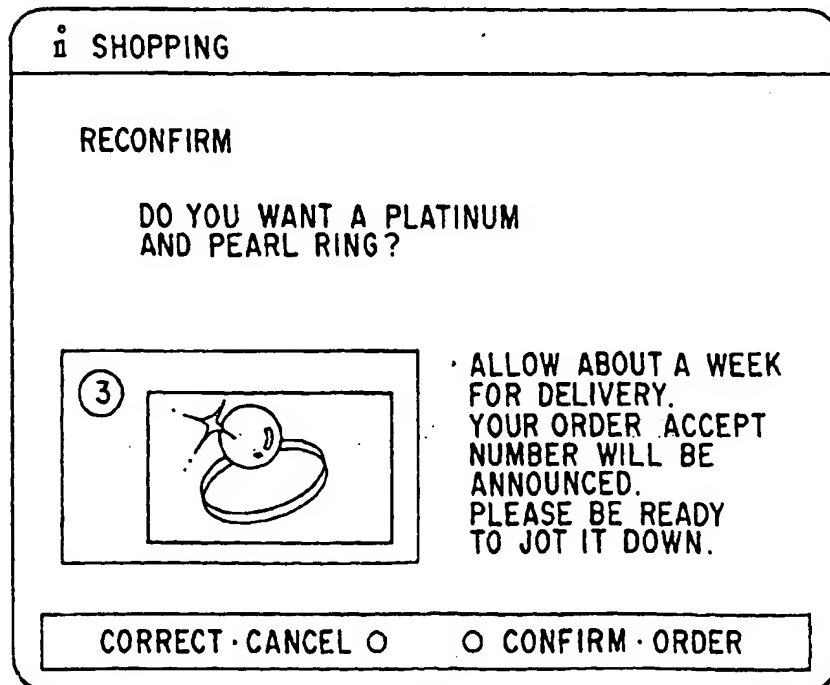 i SHOPPING
RECONFIRM
DO YOU WANT A PLATINUM
AND PEARL RING?
3
· ALLOW ABOUT A WEEK
FOR DELIVERY.
YOUR ORDER ACCEPT
NUMBER WILL BE
ANNOUNCED.
PLEASE BE READY
TO JOT IT DOWN.
CORRECT · CANCEL O O CONFIRM · ORDER